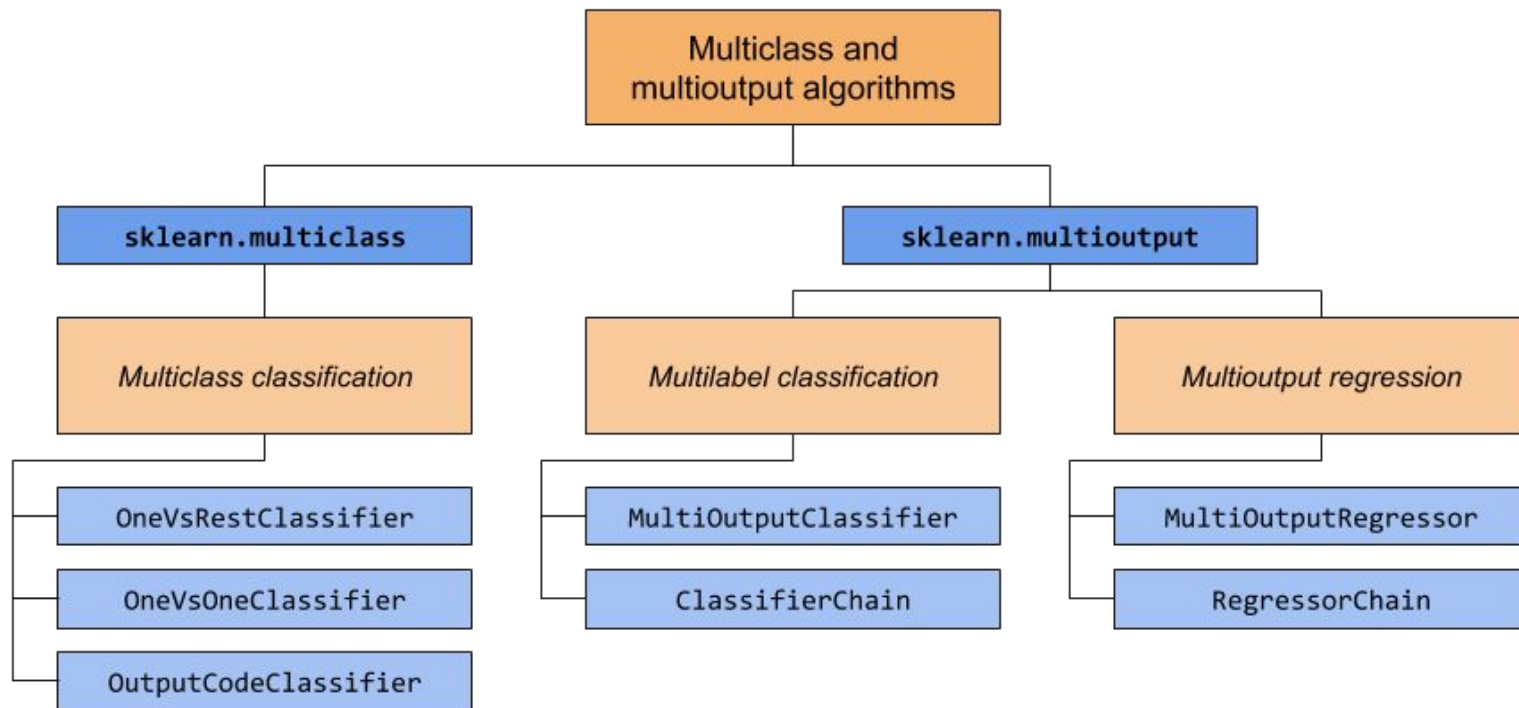 Multiclass and
multioutput algorithms
sklearn.multiclass
sklearn.multioutput
Multiclass classification
Multilabel classification
Multioutput regression
OneVsRestClassifier
MultiOutputClassifier
MultiOutputRegressor
OneVsOneClassifier
ClassifierChain
RegressorChain
OutputCodeClassifier